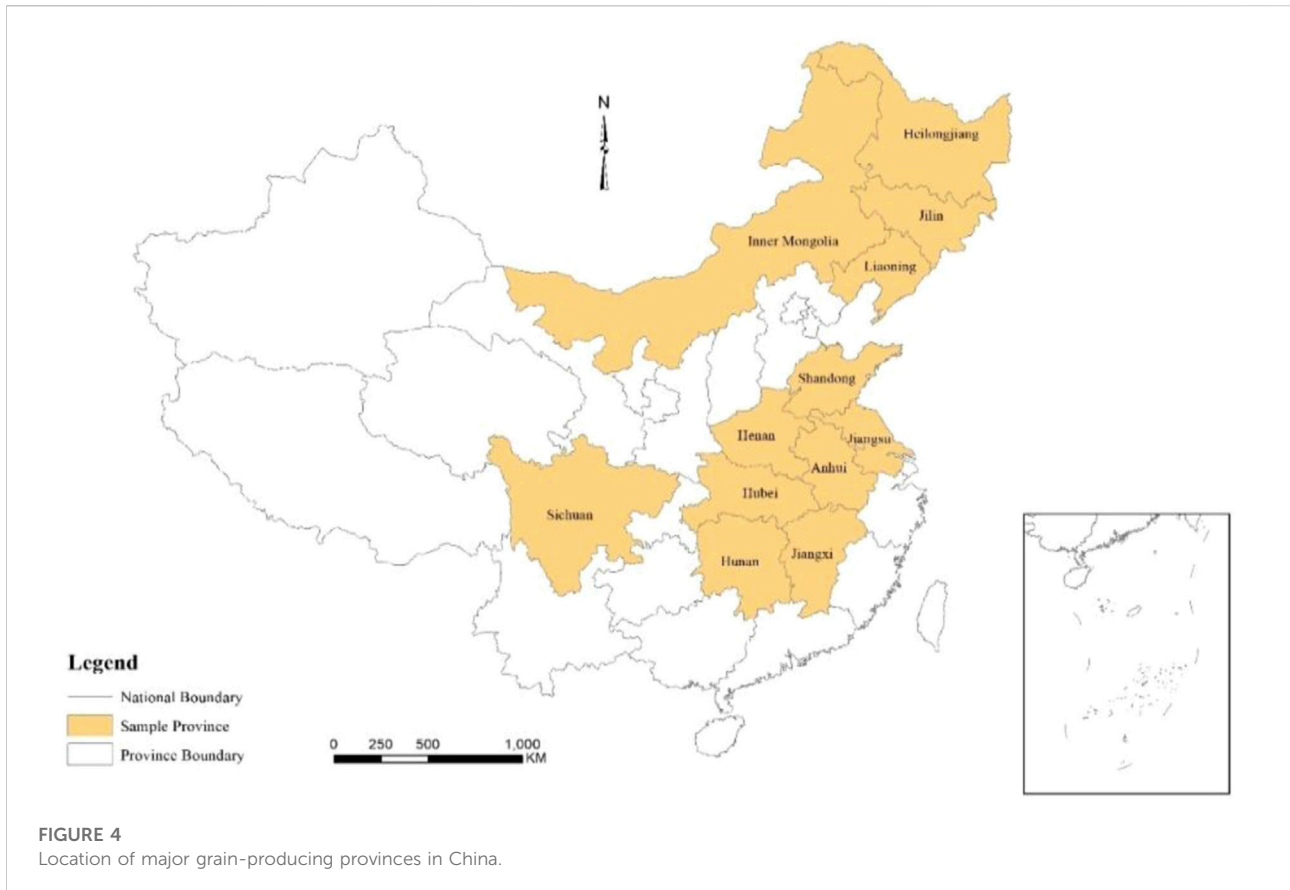 N
Heilongjiang
Jilin
Inner Mongolia
Liaoning
Shandong
Henan
Jiangsu
Anhui
Hubei
Sichuan
Hunan
Jiangxi
Legend
National Boundary
Sample Province
Province Boundary
0 250 500 1,000
KM
FIGURE 4
Location of major grain-producing provinces in China.